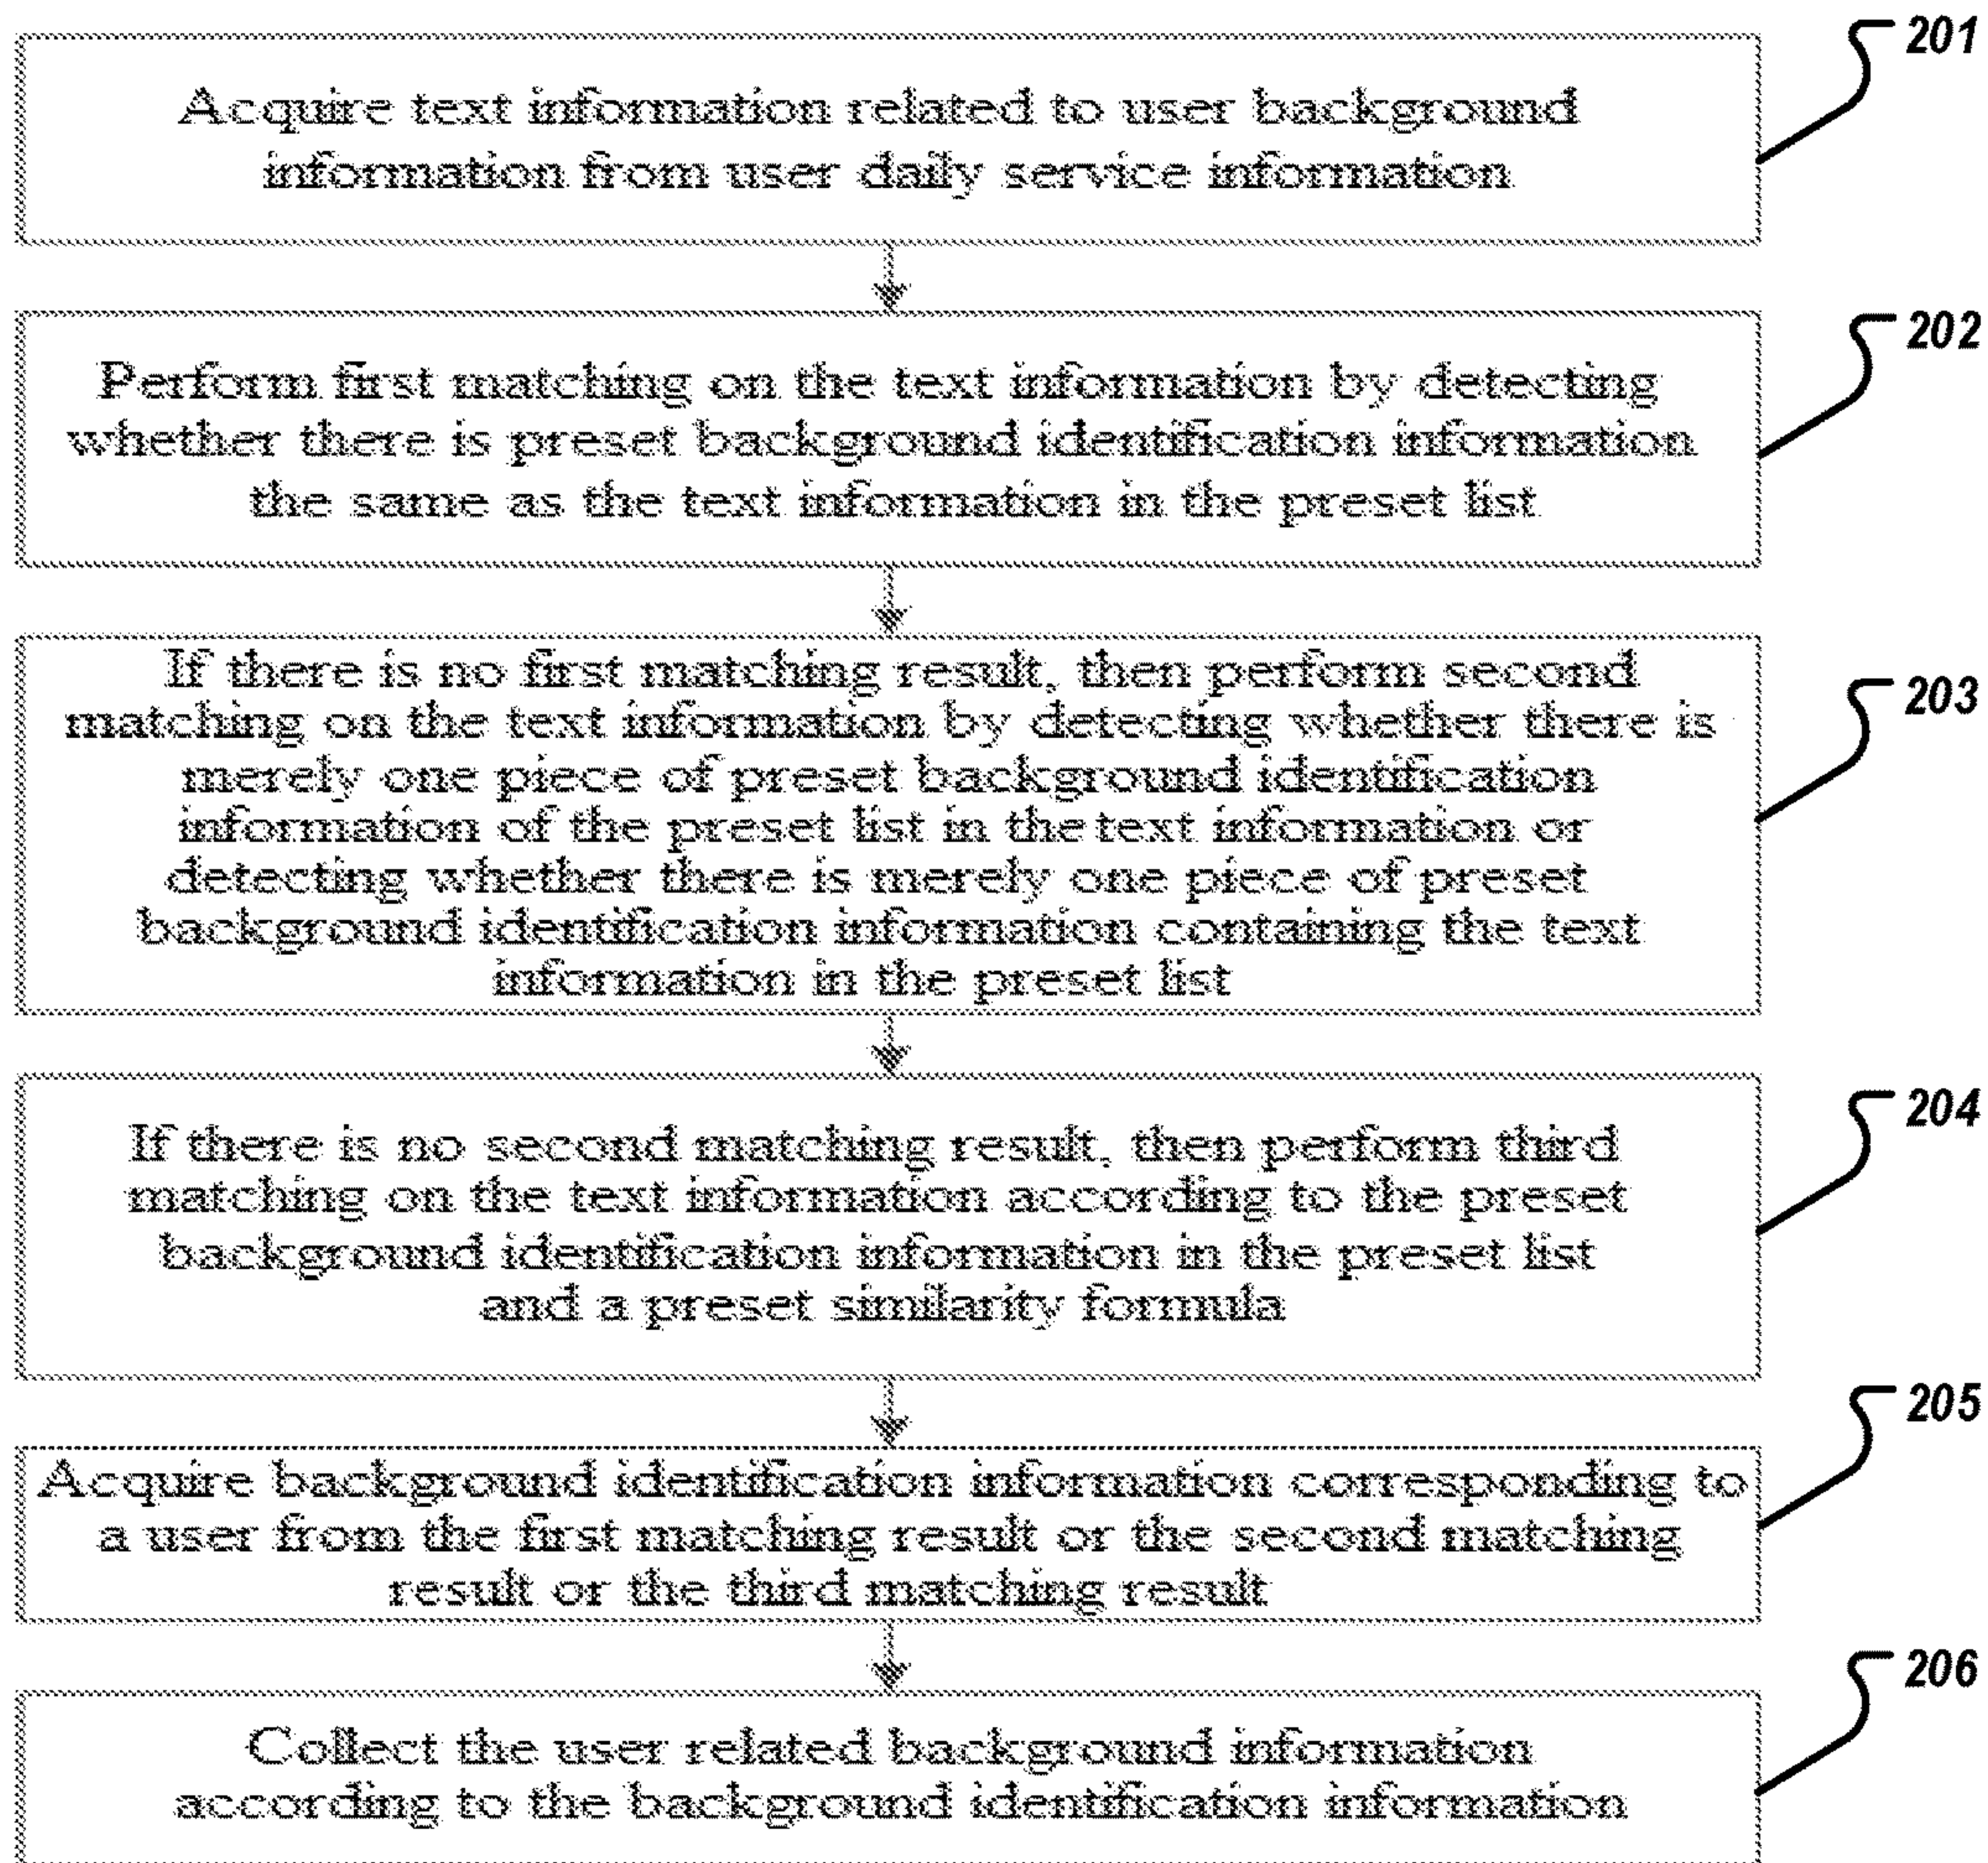 201
Acquire text information related to user background
information from user daily service information
202
Perform first matching on the text information by detecting
whether there is preset background identification information
the same as the text information in the preset list
203
If there is no first matching result, then perform second
matching on the text information by detecting whether there is
merely one piece of preset background identification
information of the preset list in the text information or
detecting whether there is merely one piece of preset
background identification information containing the text
information in the preset list
204
If there is no second matching result, then perform third
matching on the text information according to the preset
background identification information in the preset list
and a preset similarity formula
205
Acquire background identification information corresponding to
a user from the first matching result or the second matching
result or the third matching result
206
Collect the user related background information
according to the background identification information